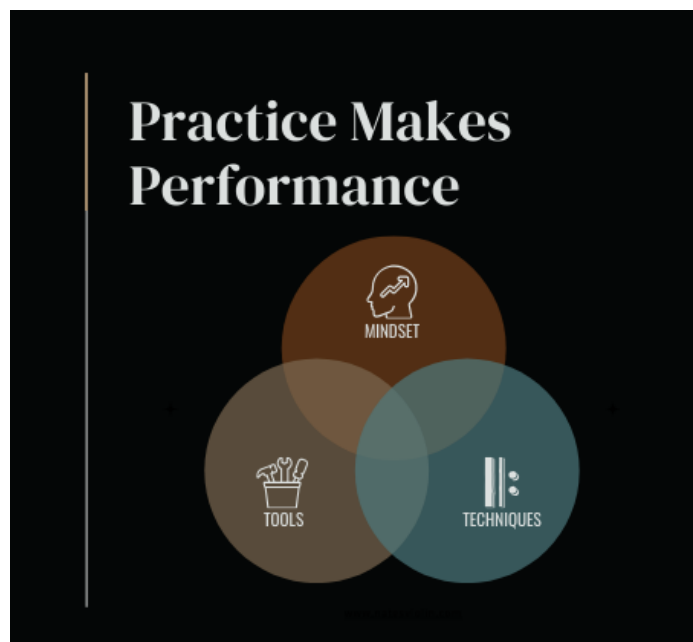 Practice Makes
Performance
MINDSET
TOOLS
TECHNIQUES